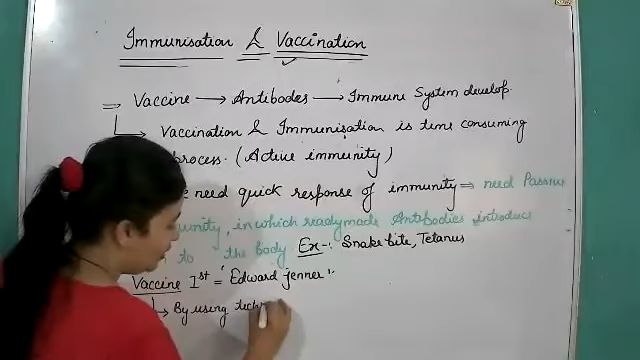 Immunisation & Vaccination
⇒ Vaccine → Antibodes → Immune System develop.
→ Vaccination & Immunisation is time consuming
process. (Active immunity)
need quick response of immunity ⇒ need Passive
in which readymade Antibodies introduce
to the body Ex-: Snake bite, Tetanus
Vaccine Ist = 'Edward Jenner'.
→ By using tech